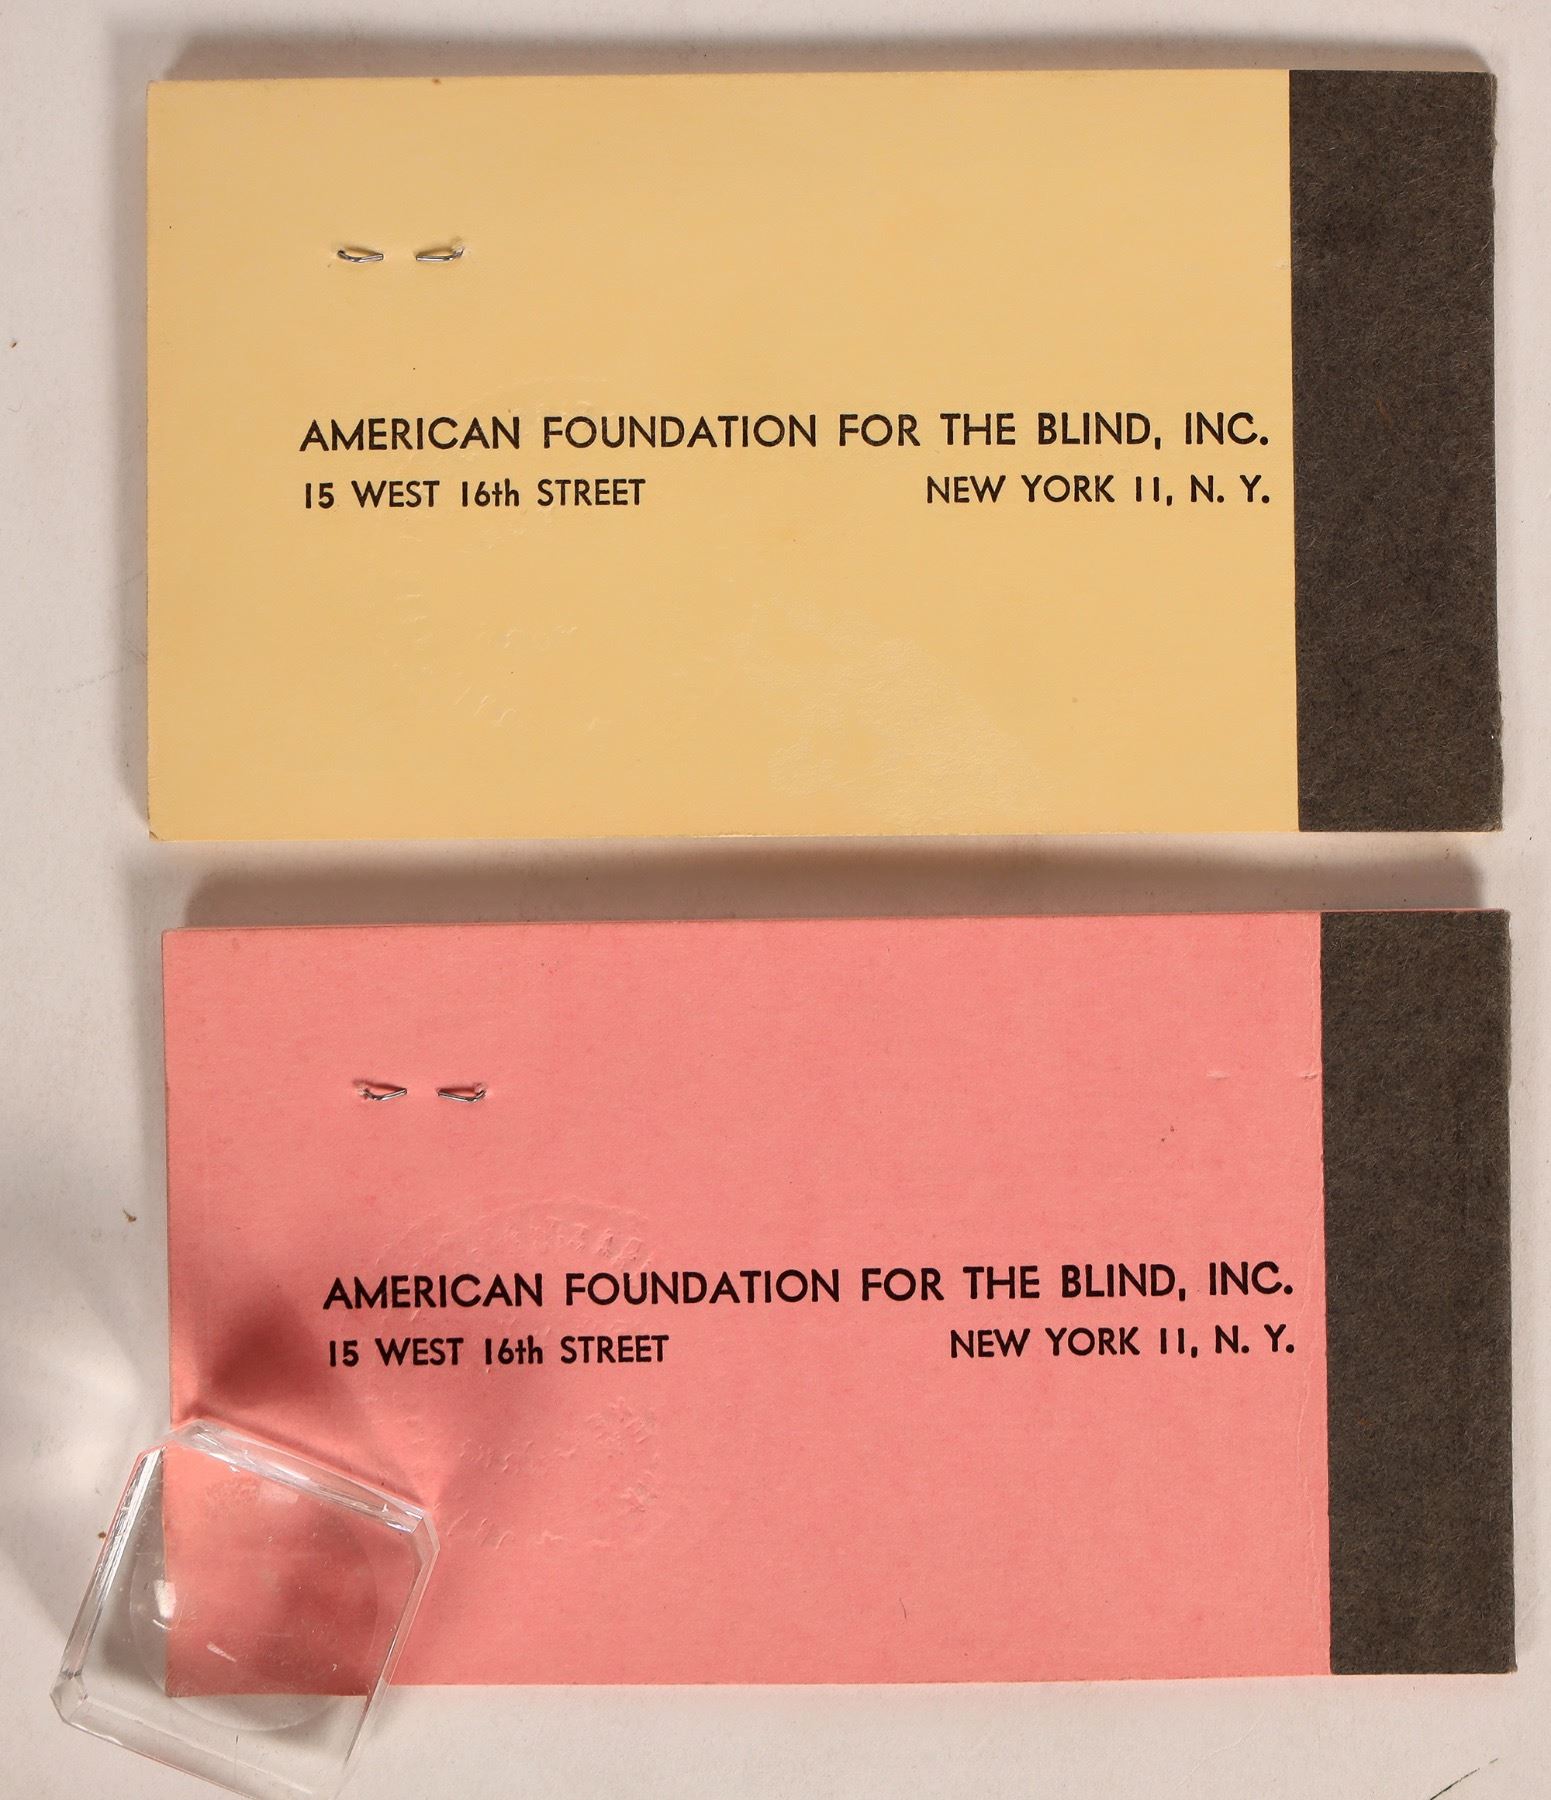 AMERICAN FOUNDATION FOR THE BLIND, INC.
15 WEST 16th STREET NEW YORK 11, N. Y.
AMERICAN FOUNDATION FOR THE BLIND, INC.
15 WEST 16th STREET NEW YORK 11, N. Y.